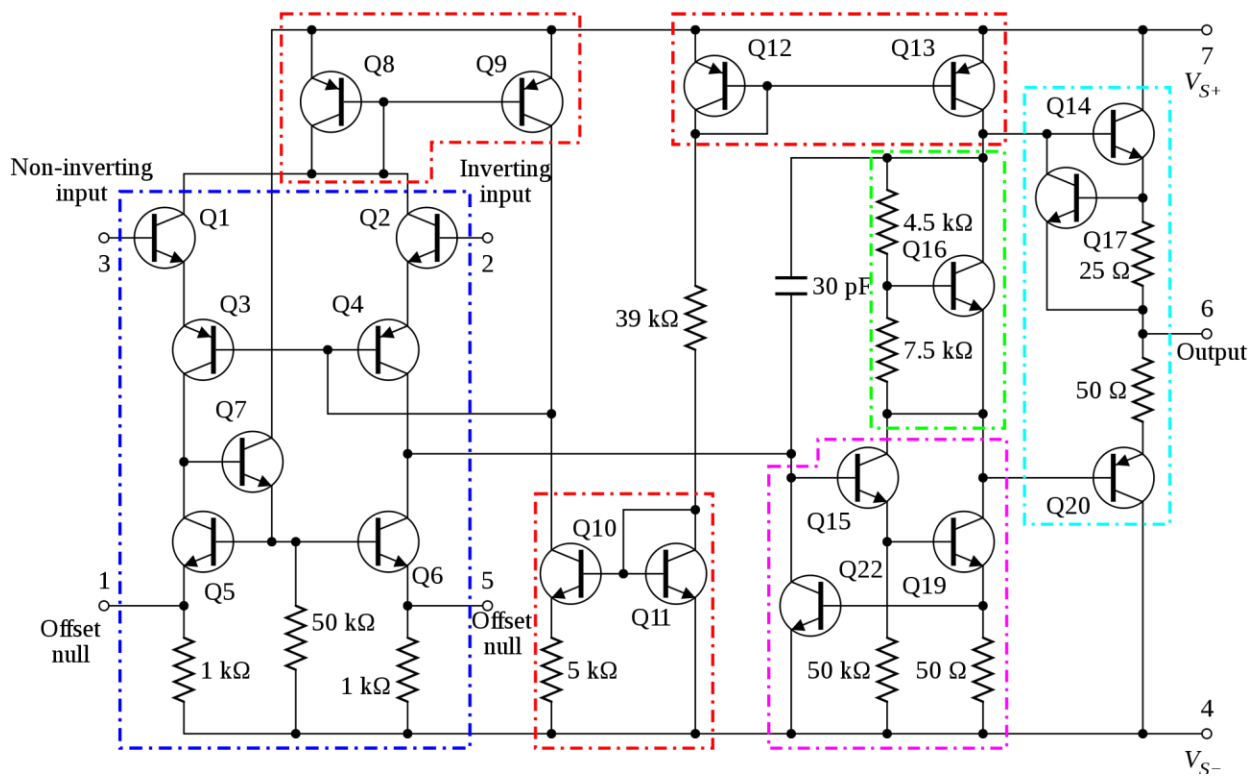 Q8
Q9
Q12
Q13
7
V_S+
Q14
Non-inverting
input
Inverting
input
Q1
Q2
3
2
4.5 kΩ
Q16
Q17
25 Ω
30 pF
Q3
Q4
39 kΩ
7.5 kΩ
6
Output
50 Ω
Q7
Q15
Q20
Q10
Q22
Q19
1
Q5
Q6
5
Q11
Offset
null
50 kΩ
Offset
null
1 kΩ
1 kΩ
5 kΩ
50 kΩ
50 Ω
4
V_S−